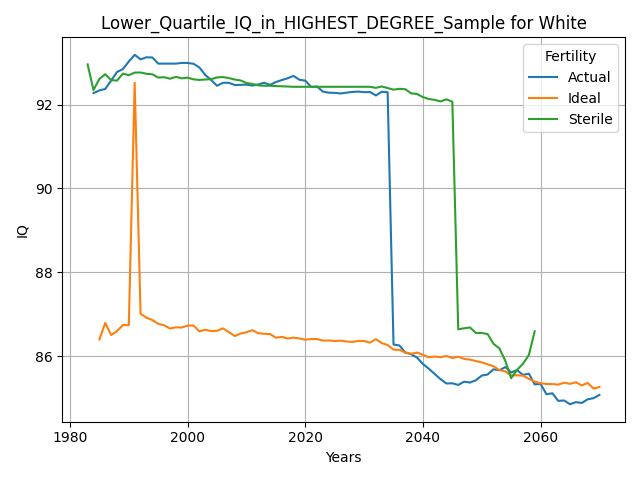 Lower_Quartile_IQ_in_HIGHEST_DEGREE_Sample for White
Fertility
Actual
Ideal
Sterile
92
90
88
86
IQ
1980
2000
2020
2040
2060
Years